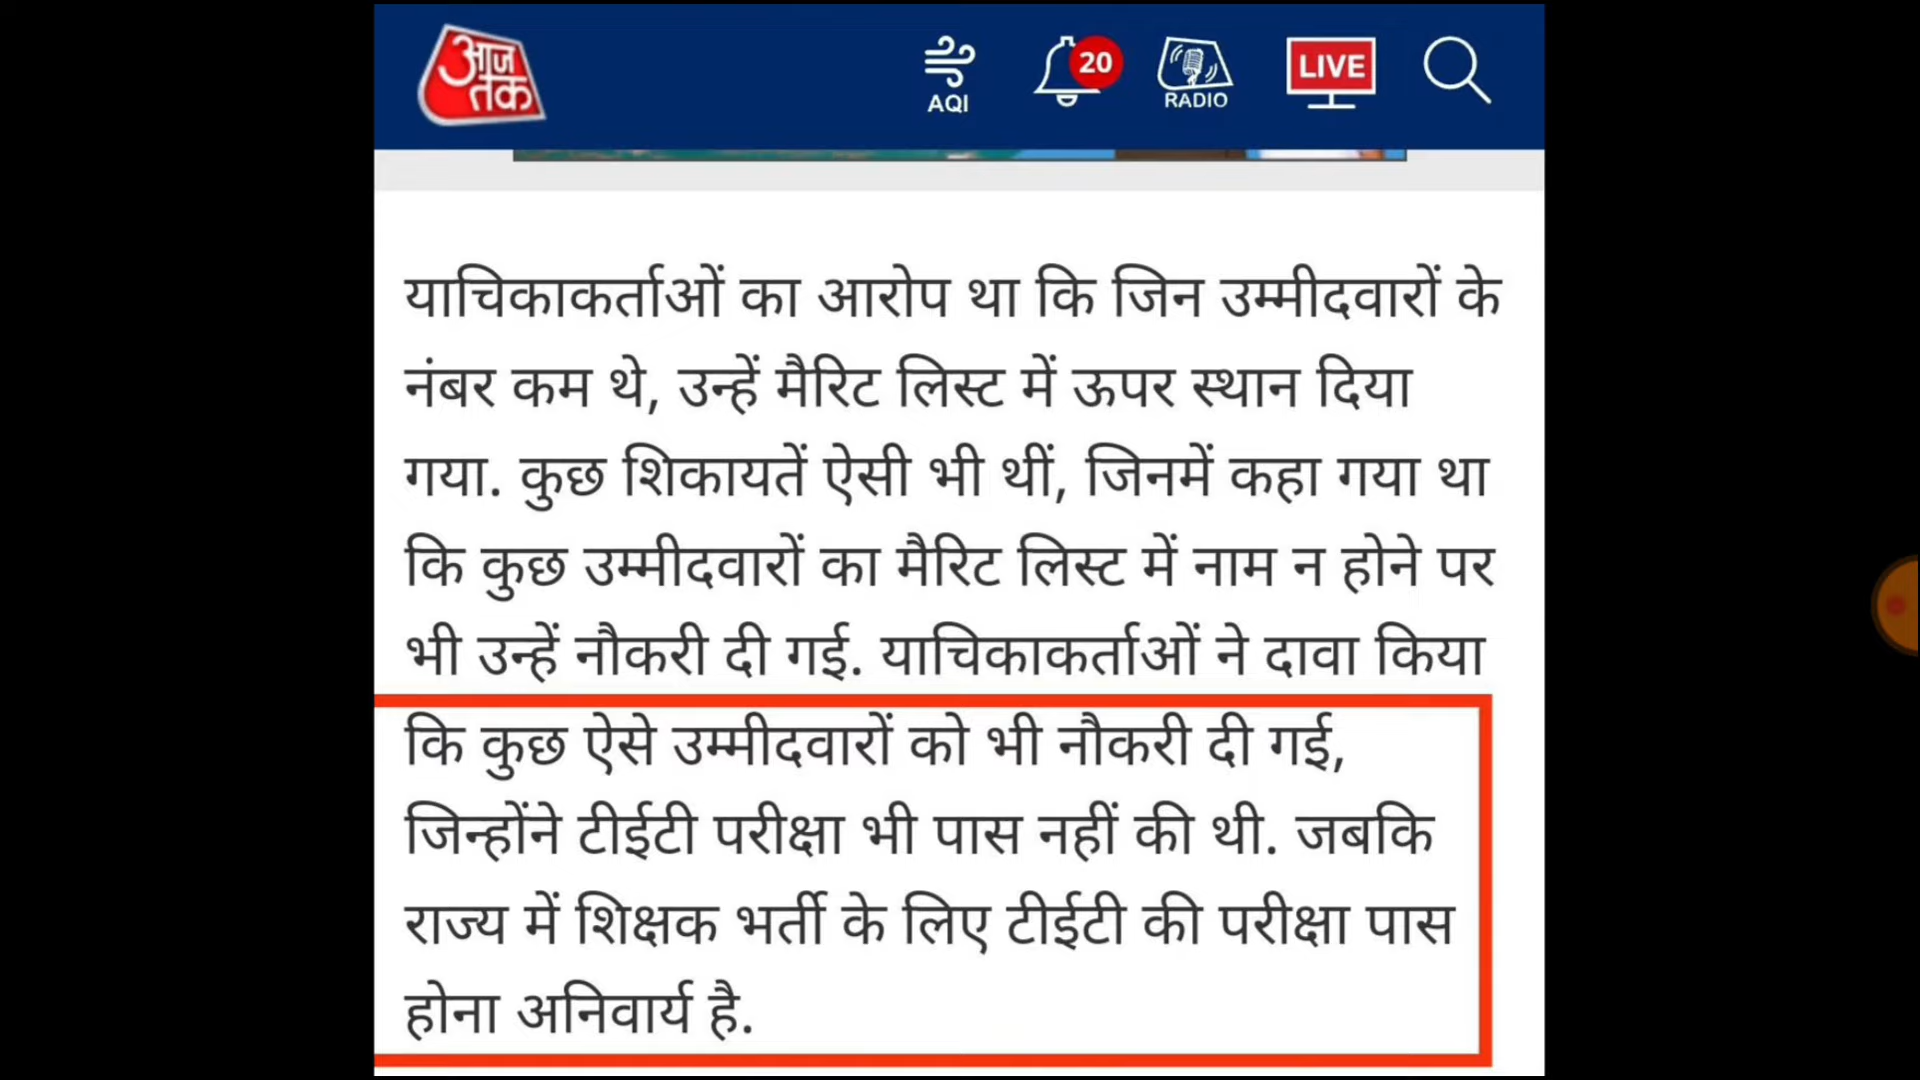 आज
तक
AQI
20
RADIO
LIVE
याचिकाकर्ताओं का आरोप था कि जिन उम्मीदवारों के
नंबर कम थे, उन्हें मैरिट लिस्ट में ऊपर स्थान दिया
गया. कुछ शिकायतें ऐसी भी थीं, जिनमें कहा गया था
कि कुछ उम्मीदवारों का मैरिट लिस्ट में नाम न होने पर
भी उन्हें नौकरी दी गई. याचिकाकर्ताओं ने दावा किया
कि कुछ ऐसे उम्मीदवारों को भी नौकरी दी गई,
जिन्होंने टीईटी परीक्षा भी पास नहीं की थी. जबकि
राज्य में शिक्षक भर्ती के लिए टीईटी की परीक्षा पास
होना अनिवार्य है.